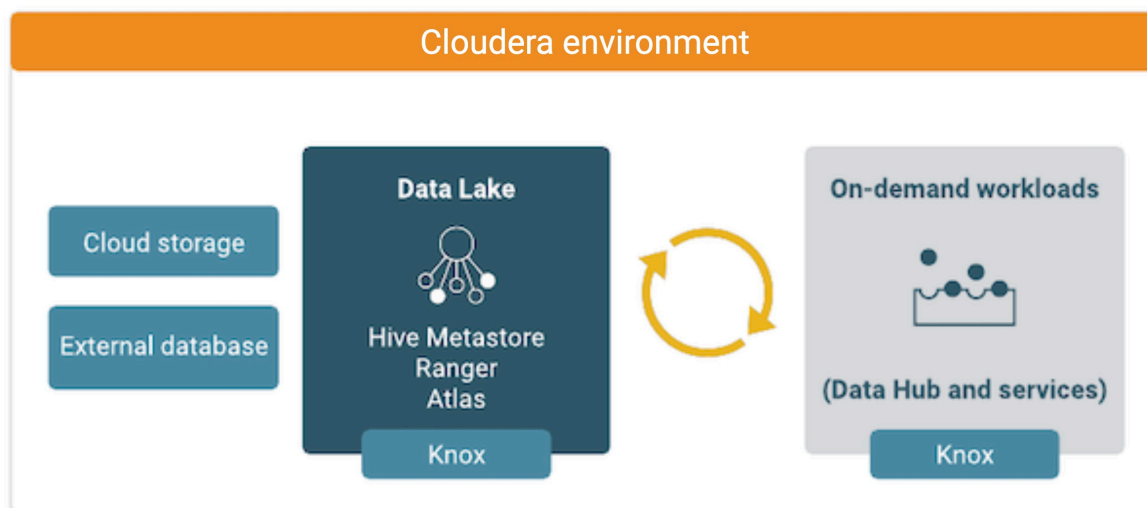 Cloudera environment
Cloud storage
External database
Data Lake
Hive Metastore
Ranger
Atlas
Knox
On-demand workloads
(Data Hub and services)
Knox